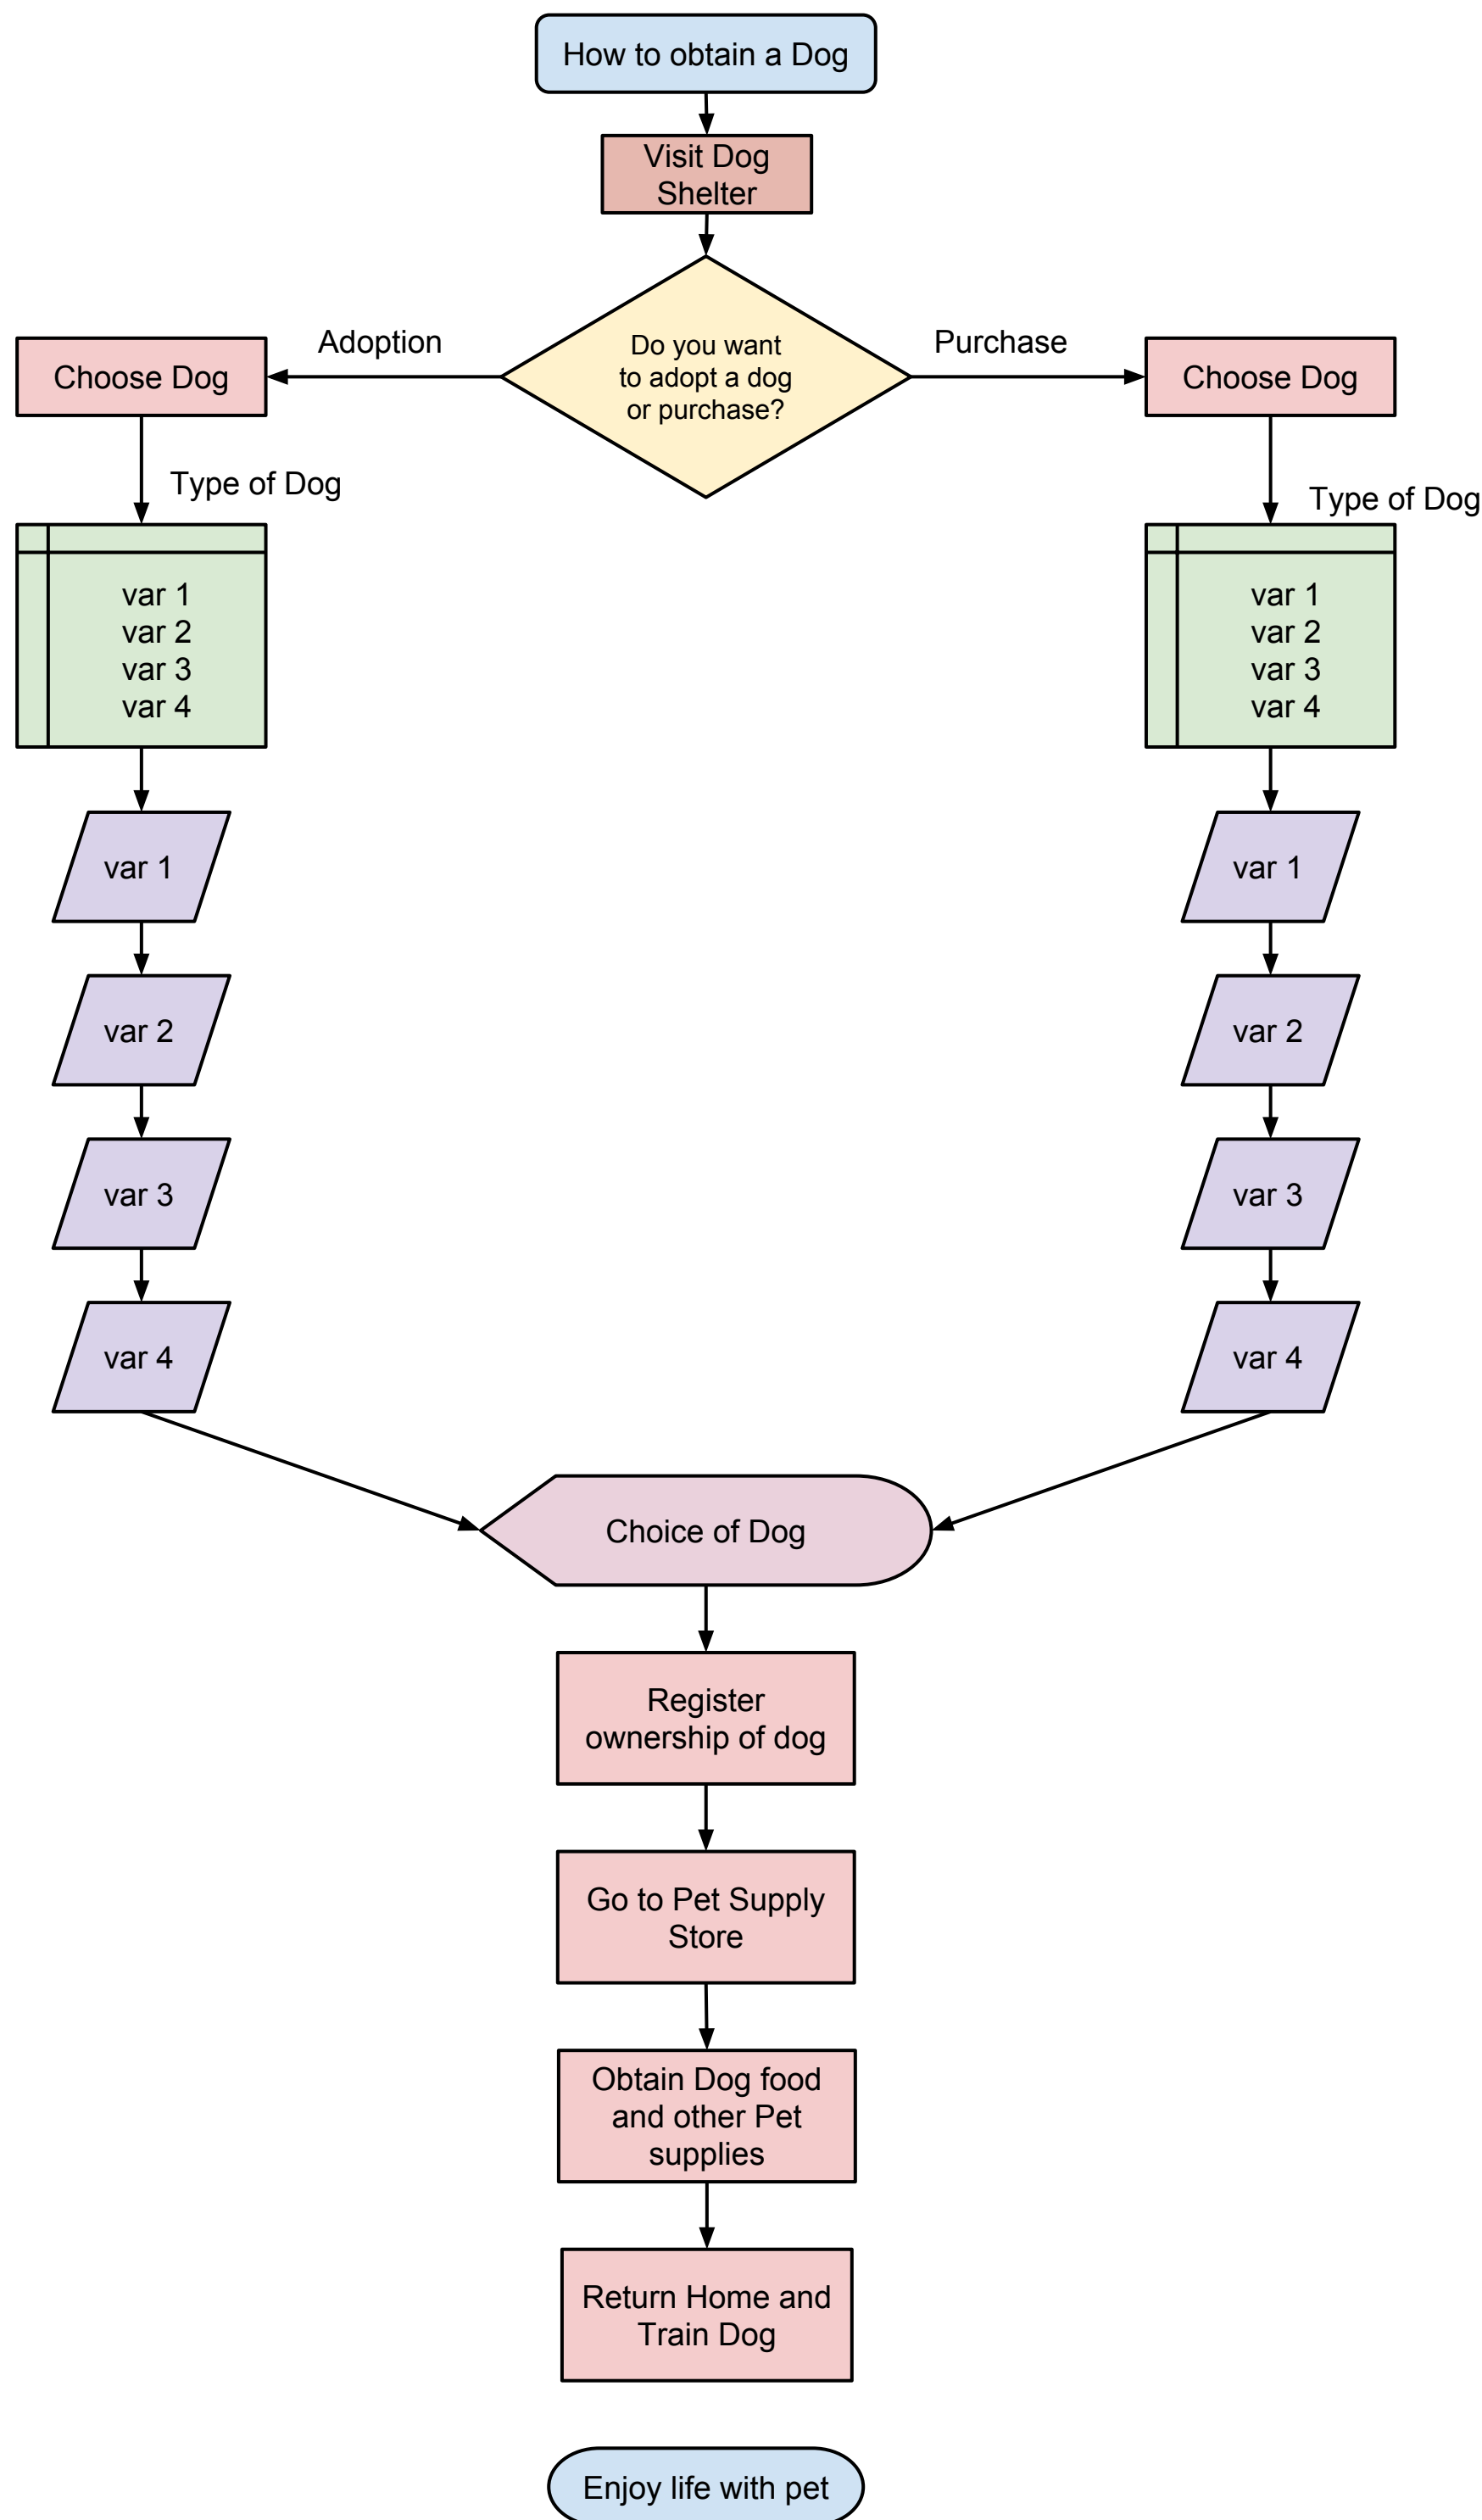 How to obtain a Dog
Visit Dog
Shelter
Do you want
to adopt a dog
or purchase?
Adoption
Purchase
Choose Dog
Choose Dog
Type of Dog
Type of Dog
var 1
var 2
var 3
var 4
var 1
var 2
var 3
var 4
var 1
var 2
var 3
var 4
var 1
var 2
var 3
var 4
Choice of Dog
Register
ownership of dog
Go to Pet Supply
Store
Obtain Dog food
and other Pet
supplies
Return Home and
Train Dog
Enjoy life with pet